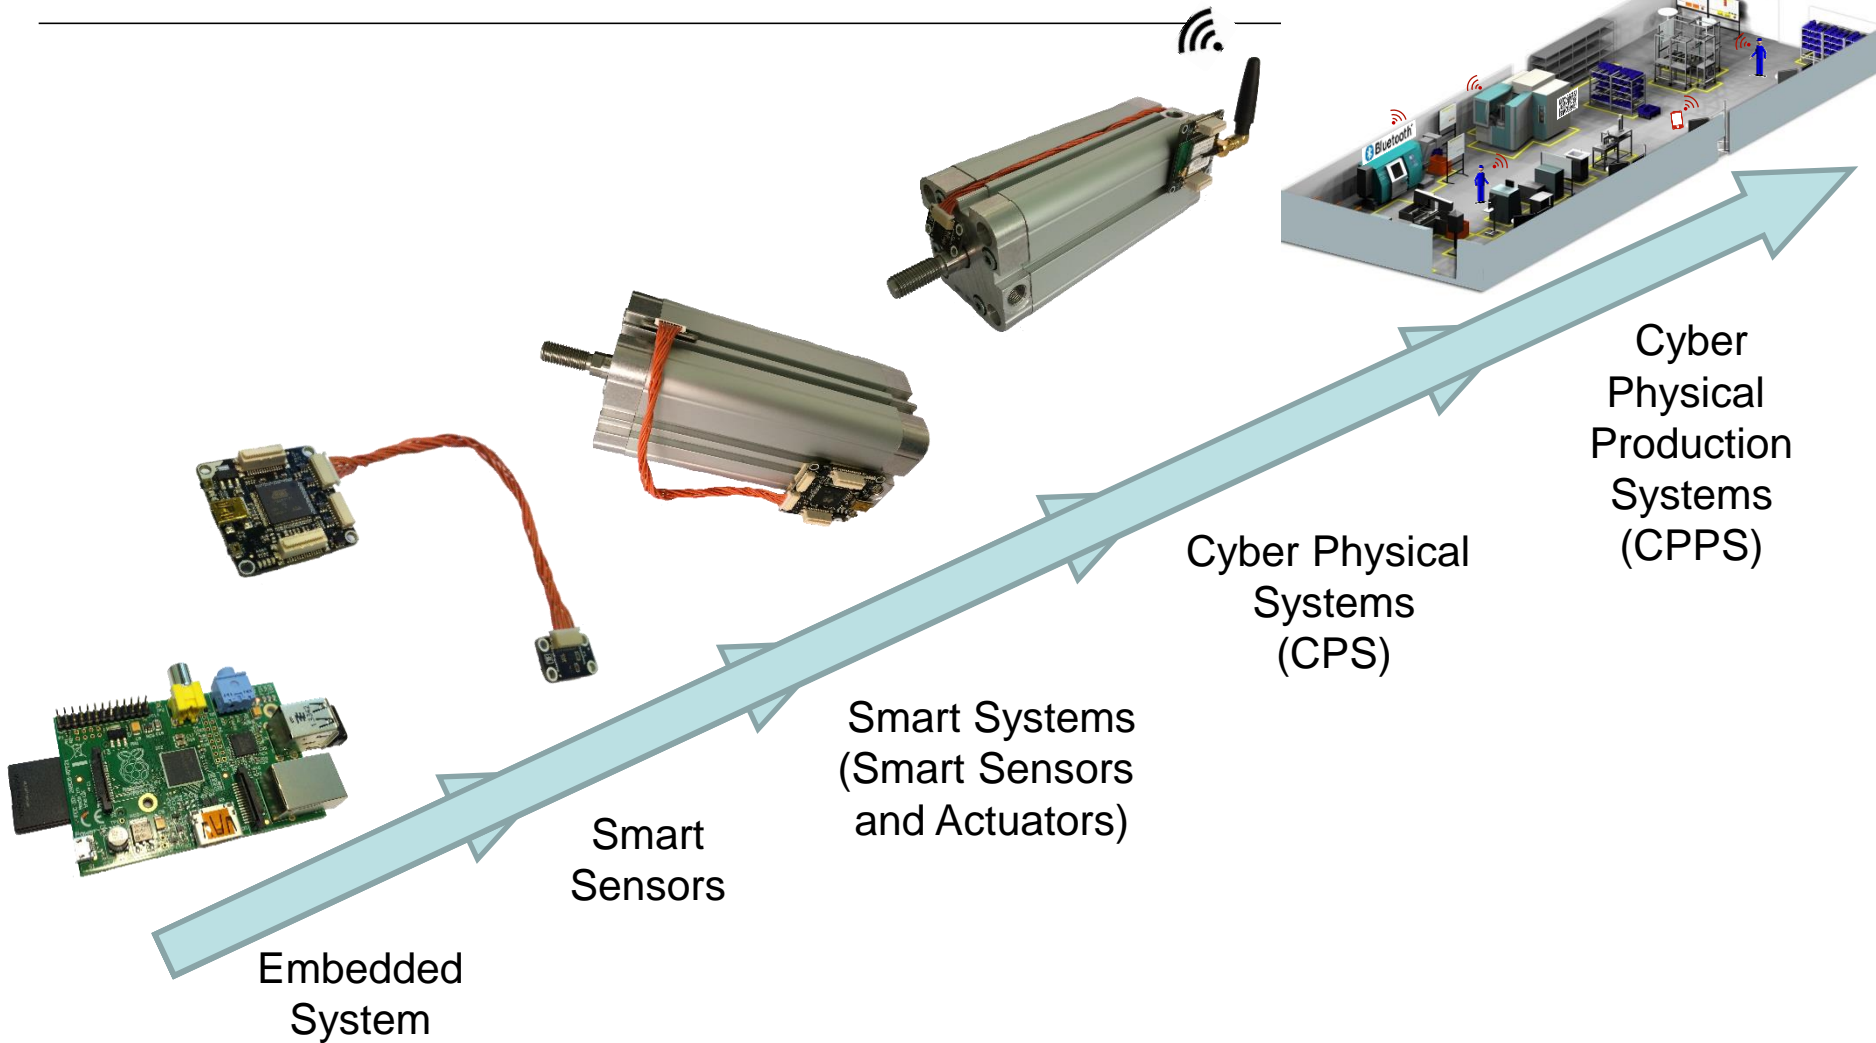 Bluetooth
Cyber
Physical
Production
Systems
(CPPS)
Cyber Physical
Systems
(CPS)
Smart Systems
(Smart Sensors
and Actuators)
Smart
Sensors
Embedded
System